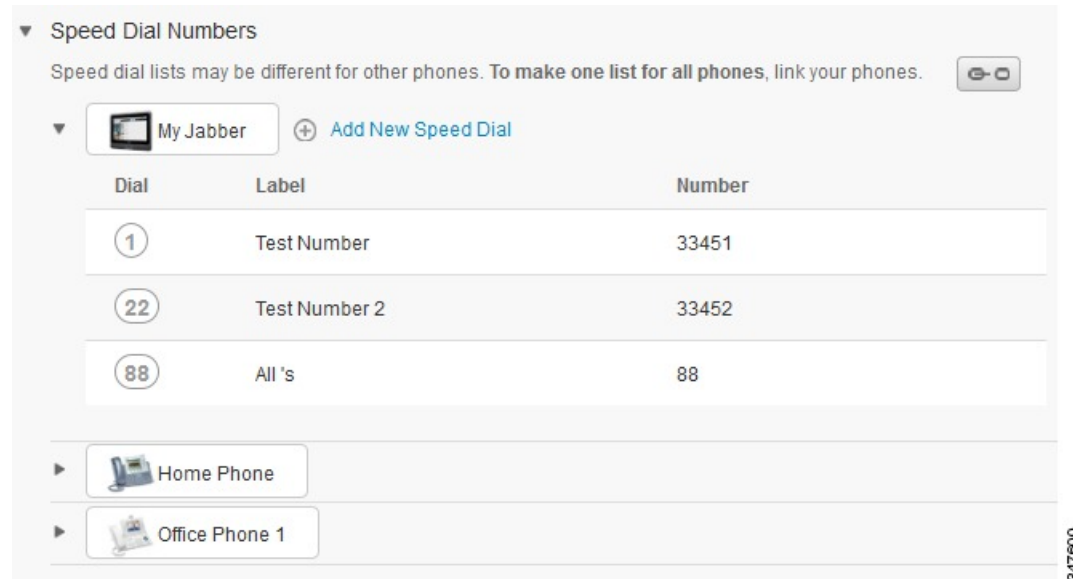 Speed Dial Numbers
Speed dial lists may be different for other phones. To make one list for all phones, link your phones.
My Jabber Add New Speed Dial
Dial Label Number
1 Test Number 33451
22 Test Number 2 33452
88 All 's 88
Home Phone
Office Phone 1